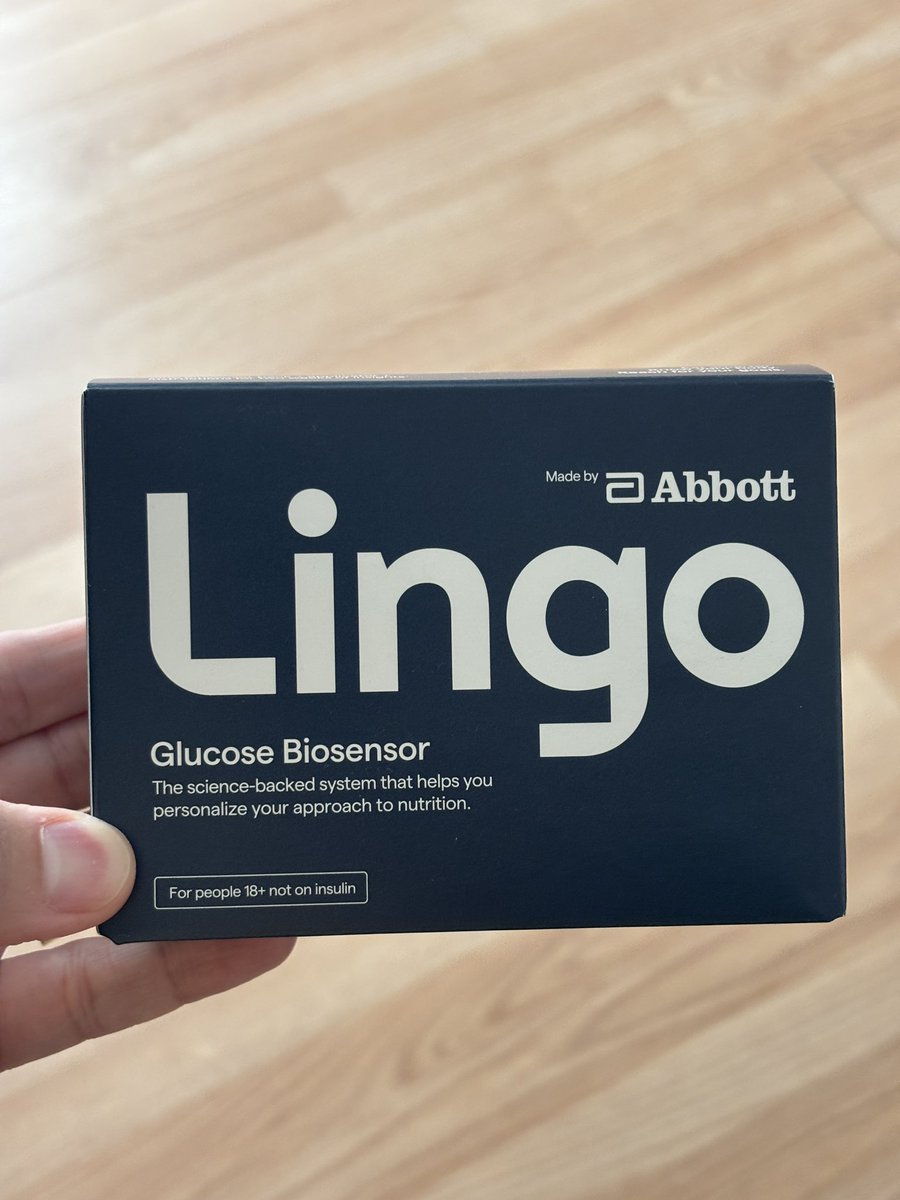 Made by Abbott
Lingo
Glucose Biosensor
The science-backed system that helps you
personalize your approach to nutrition.
For people 18+ not on insulin